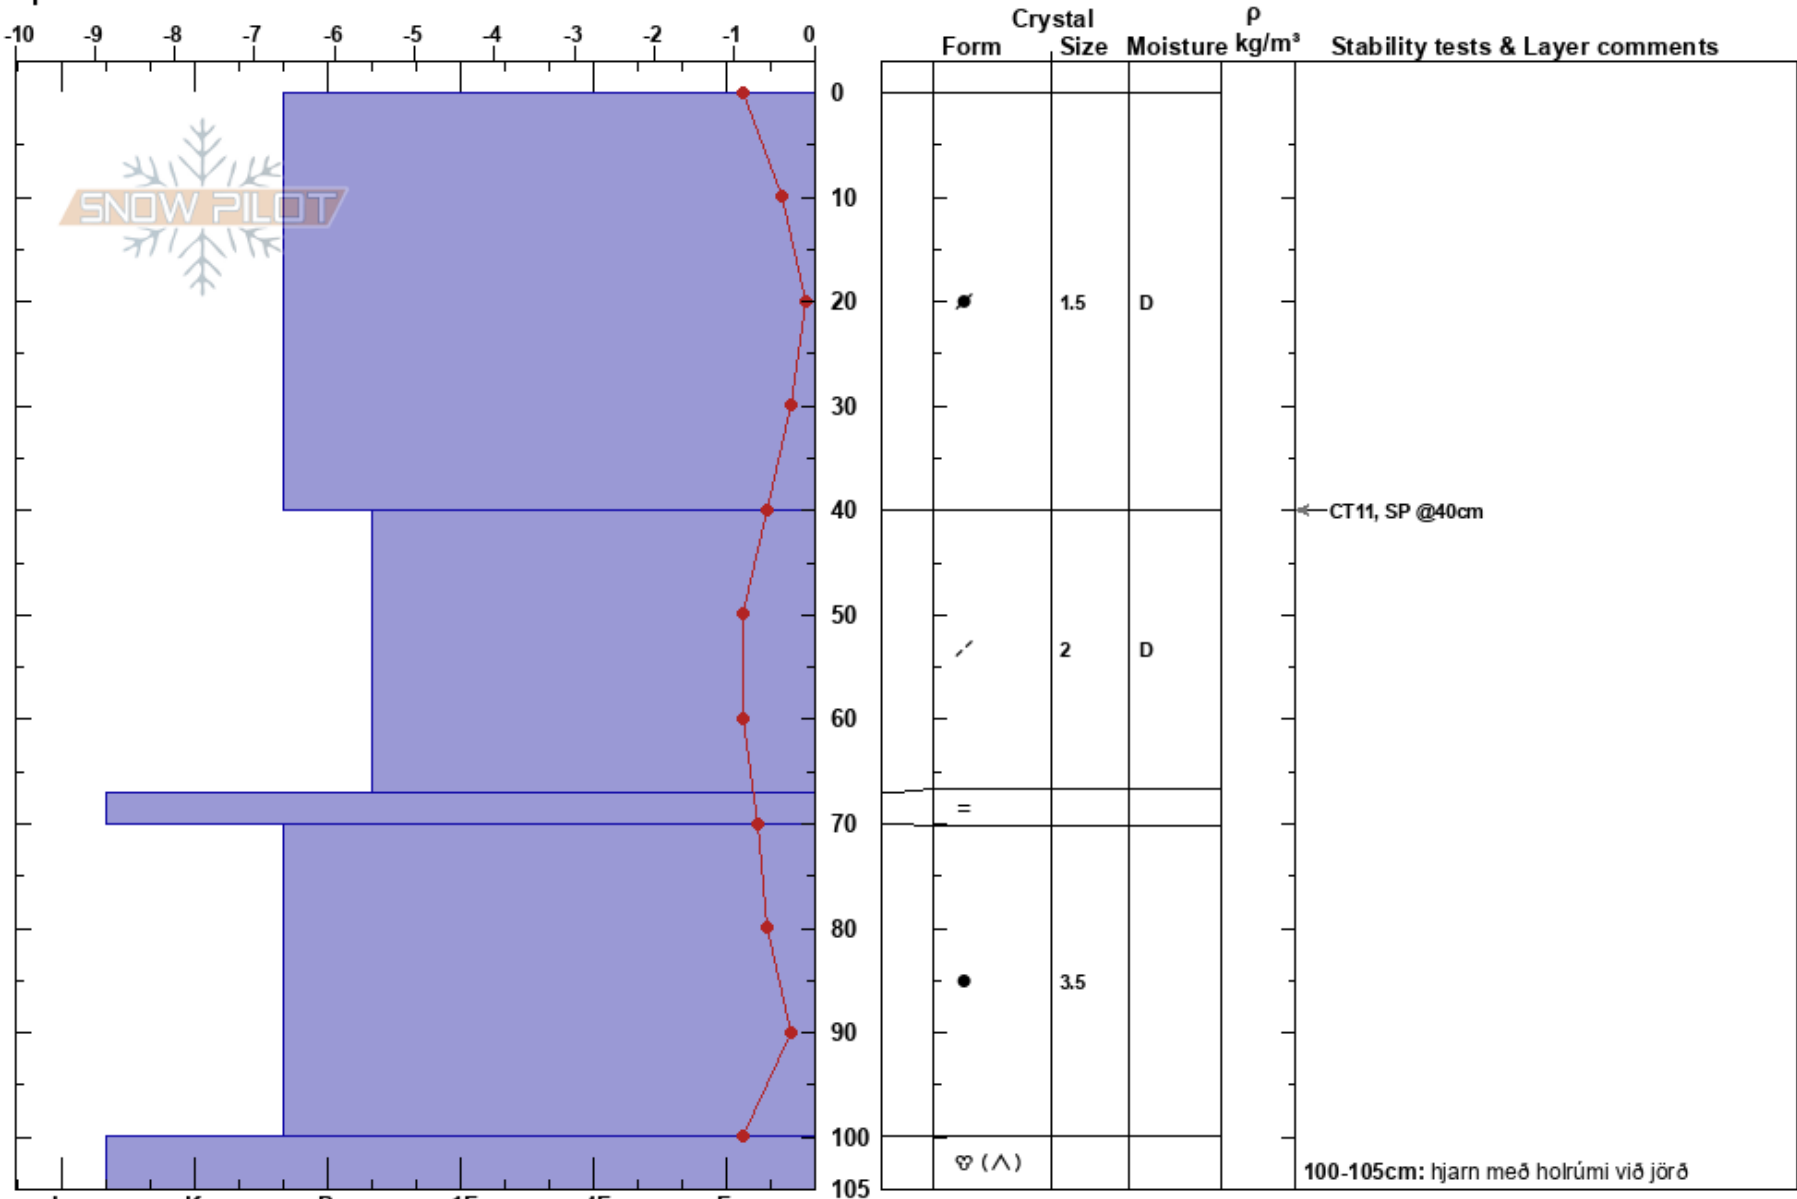 Crystal ρ
-10 -9 -8 -7 -6 -5 -4 -3 -2 -1 0
Form Size Moisture kg/m³ Stability tests & Layer comments
0
SNOW PILOT
10
20 1.5 D
30
40 CT11, SP @40cm
50
2 D
60
=
70
80
3.5
90
100
(∧)
100-105cm: hjarn með holrúmi við jörð
105